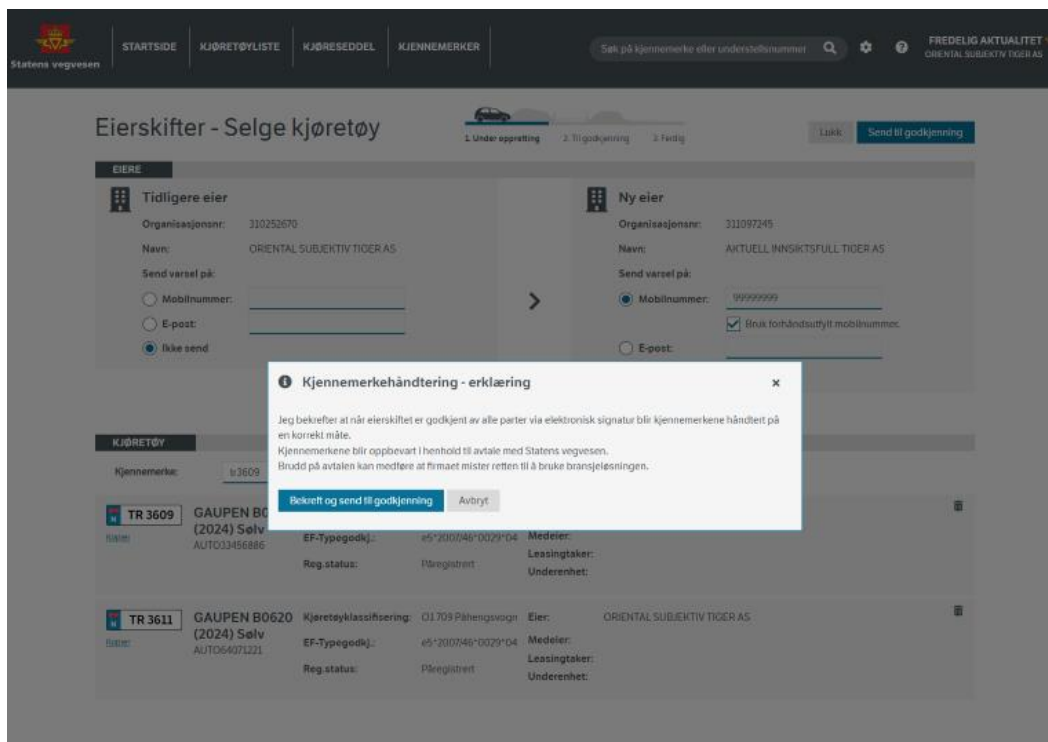 STARTSIDE KJØRETØYLISTE KJØRESEDDEL KJENNEMERKER
Søk på kjennemerke eller understellsnummer
FREDELIG AKTUALITET
ORIENTAL SUBJEKTIV TIGER AS
Statens vegvesen
Eierskifter - Selge kjøretøy
1. Under oppretting 2. Til godkjenning 3. Ferdig
Lukk Send til godkjenning
EIERE
Tidligere eier
Organisasjonsnr: 310252670
Navn: ORIENTAL SUBJEKTIV TIGER AS
Send varsel på:
Mobilnummer:
E-post:
Ikke send
Ny eier
Organisasjonsnr: 311097245
Navn: AKTUELL INNSIKTSFULL TIGER AS
Send varsel på:
Mobilnummer: 99999999
Bruk forhåndsutfylt mobilnummer.
E-post:
Kjennemerkehåndtering - erklæring
Jeg bekrefter at når eierskiftet er godkjent av alle parter via elektronisk signatur blir kjennemerkene håndtert på
en korrekt måte.
Kjennemerkene blir oppbevart i henhold til avtale med Statens vegvesen.
Brudd på avtalen kan medføre at firmaet mister retten til å bruke bransjeløsningen.
Bekreft og send til godkjenning Avbryt
KJØRETØY
Kjennemerke: tr3609
N TR 3609
GAUPEN
(2024) Sølv
AUTO33456886
EF-Typegodkj.: e5*2007/46*0029*04
Reg.status: Påregistrert
Medeier:
Leasingtaker:
Underenhet:
N TR 3611
GAUPEN B0620
(2024) Sølv
AUTO64071221
Kjøretøyklassifisering: O1 709 Påhengsvogn
EF-Typegodkj.: e5*2007/46*0029*04
Reg.status: Påregistrert
Eier: ORIENTAL SUBJEKTIV TIGER AS
Medeier:
Leasingtaker:
Underenhet: